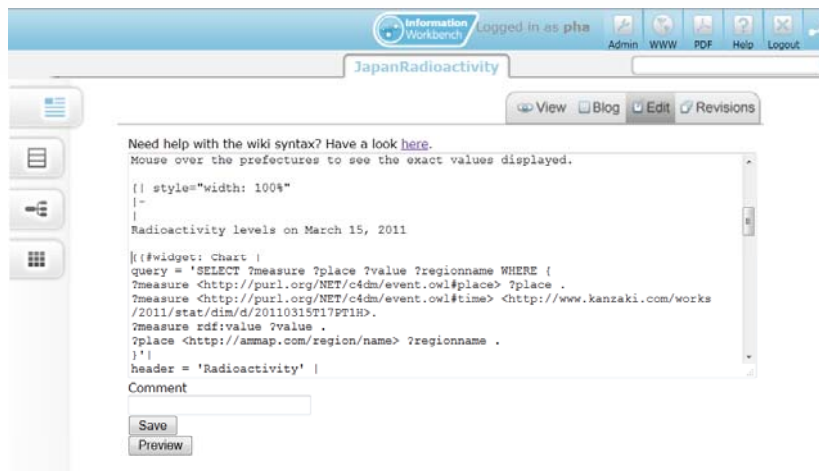 Information
Workbench
Logged in as pha
Admin WWW PDF Help Logout
JapanRadioactivity
View Blog Edit Revisions
Need help with the wiki syntax? Have a look here.
Mouse over the prefectures to see the exact values displayed.
{| style="width: 100%"
|-
|
Radioactivity levels on March 15, 2011
{{#widget: Chart |
query = 'SELECT ?measure ?place ?value ?regionname WHERE {
?measure <http://purl.org/NET/c4dm/event.owl#place> ?place .
?measure <http://purl.org/NET/c4dm/event.owl#time> <http://www.kanzaki.com/works
/2011/stat/dim/d/20110315T17PT1H>.
?measure rdf:value ?value .
?place <http://ammap.com/region/name> ?regionname .
}'|
header = 'Radioactivity' |
Comment
Save
Preview